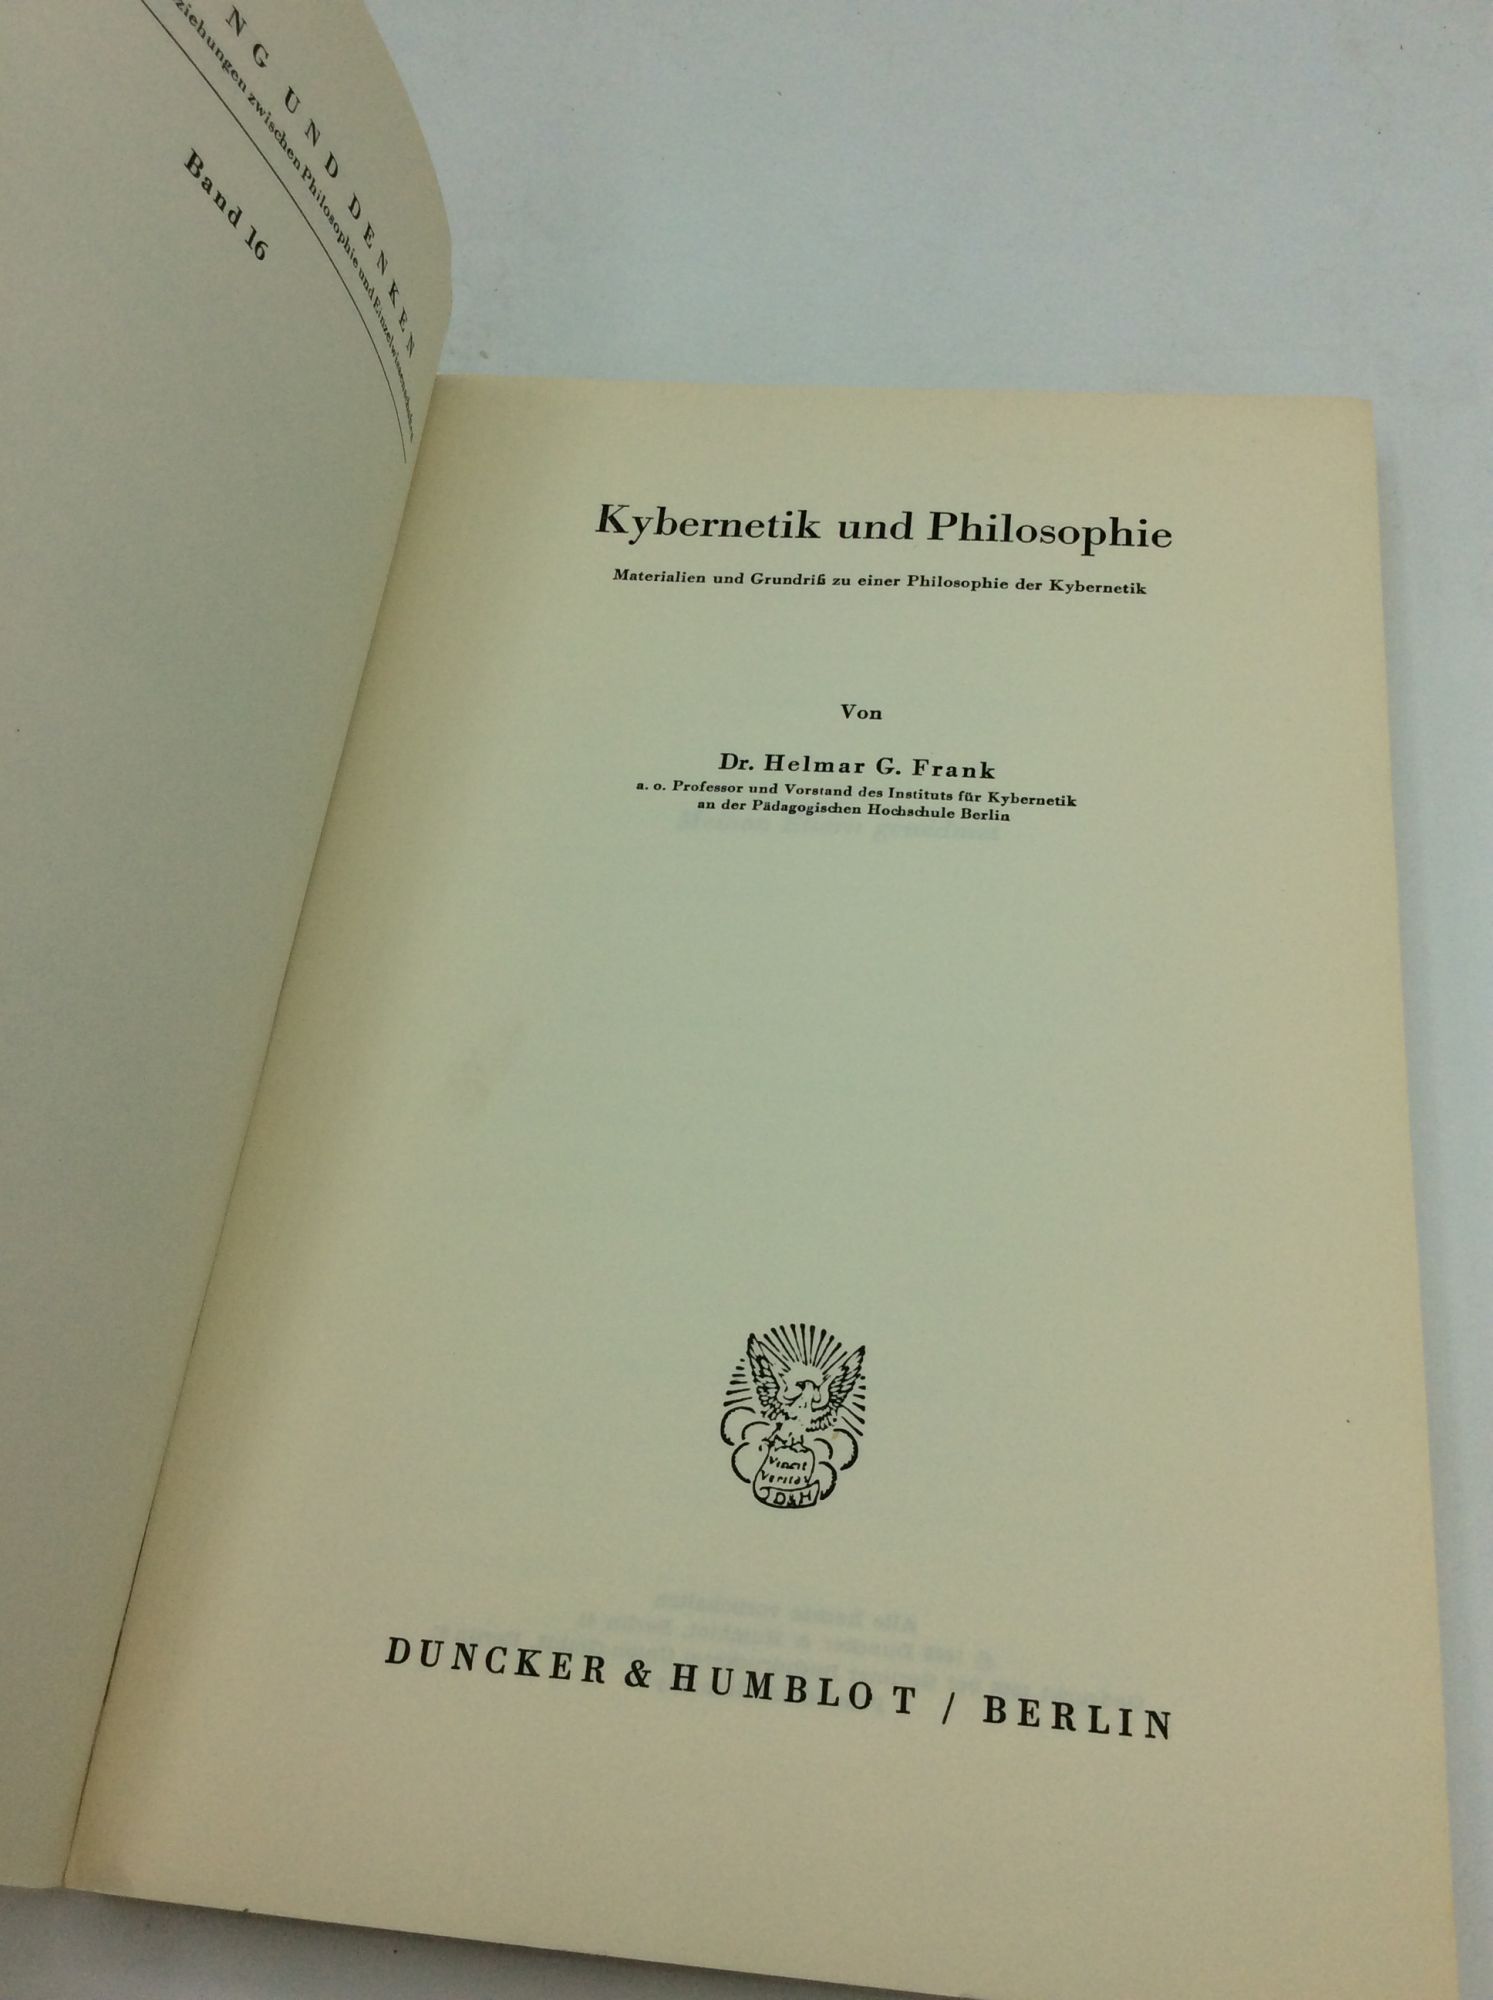 NG UND DENKEN
ziehungen zwischen Philosophie und Einzelwissenschaften
Band 16
Kybernetik und Philosophie
Materialien und Grundriß zu einer Philosophie der Kybernetik
Von
Dr. Helmar G. Frank
a. o. Professor und Vorstand des Instituts für Kybernetik
an der Pädagogischen Hochschule Berlin
Vincit
Veritas
D&H
DUNCKER & HUMBLOT / BERLIN